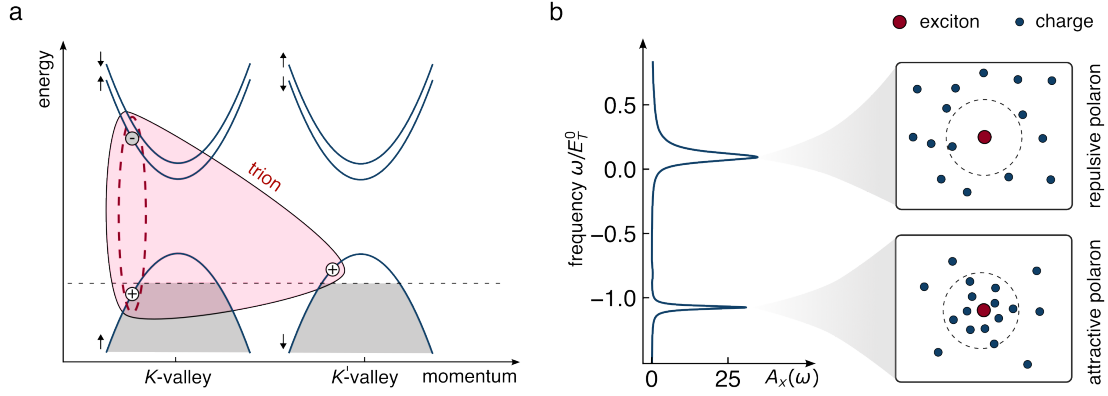 a
energy
trion
-
+
+
K-valley
K'-valley
momentum
b
exciton
charge
frequency ω/E_T^0
0.5
0.0
−0.5
−1.0
0
25
A_x(ω)
repulsive polaron
attractive polaron